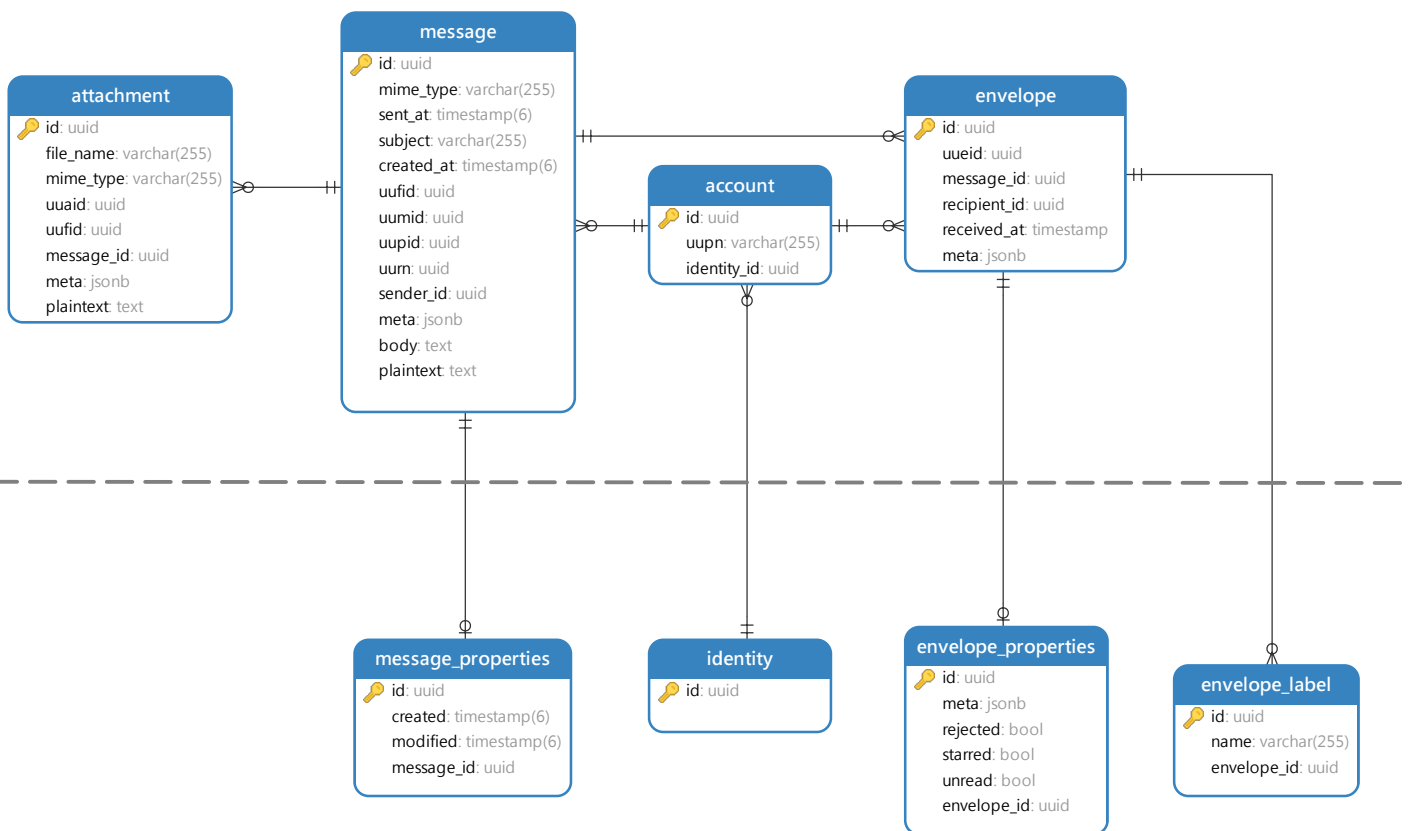 message
id: uuid
mime_type: varchar(255)
sent_at: timestamp(6)
subject: varchar(255)
created_at: timestamp(6)
uufid: uuid
uumid: uuid
uupid: uuid
uurn: uuid
sender_id: uuid
meta: jsonb
body: text
plaintext: text
attachment
id: uuid
file_name: varchar(255)
mime_type: varchar(255)
uuaid: uuid
uufid: uuid
message_id: uuid
meta: jsonb
plaintext: text
account
id: uuid
uupn: varchar(255)
identity_id: uuid
envelope
id: uuid
uueid: uuid
message_id: uuid
recipient_id: uuid
received_at: timestamp
meta: jsonb
message_properties
id: uuid
created: timestamp(6)
modified: timestamp(6)
message_id: uuid
identity
id: uuid
envelope_properties
id: uuid
meta: jsonb
rejected: bool
starred: bool
unread: bool
envelope_id: uuid
envelope_label
id: uuid
name: varchar(255)
envelope_id: uuid